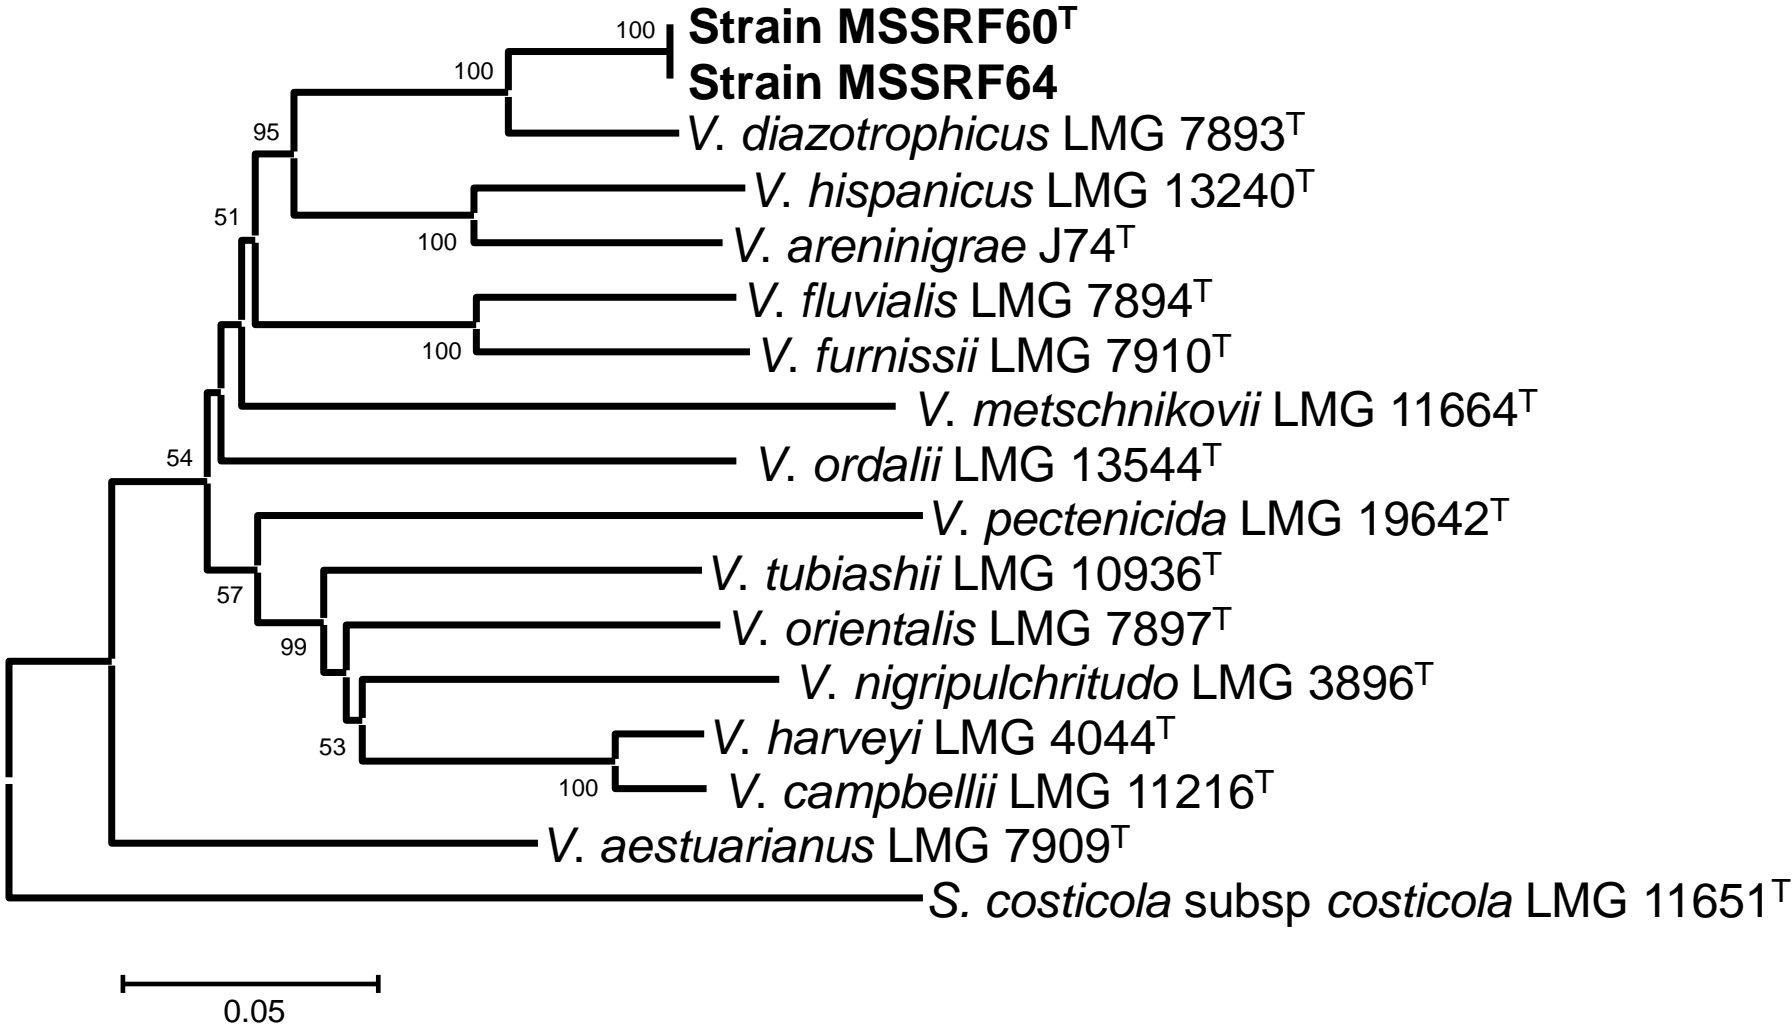 100 Strain MSSRF60ᵀ
100 Strain MSSRF64
95 V. diazotrophicus LMG 7893ᵀ
V. hispanicus LMG 13240ᵀ
51
100 V. areninigrae J74ᵀ
V. fluvialis LMG 7894ᵀ
100 V. furnissii LMG 7910ᵀ
V. metschnikovii LMG 11664ᵀ
54 V. ordalii LMG 13544ᵀ
V. pectenicida LMG 19642ᵀ
V. tubiashii LMG 10936ᵀ
57
V. orientalis LMG 7897ᵀ
99
V. nigripulchritudo LMG 3896ᵀ
53 V. harveyi LMG 4044ᵀ
100 V. campbellii LMG 11216ᵀ
V. aestuarianus LMG 7909ᵀ
S. costicola subsp costicola LMG 11651ᵀ
0.05